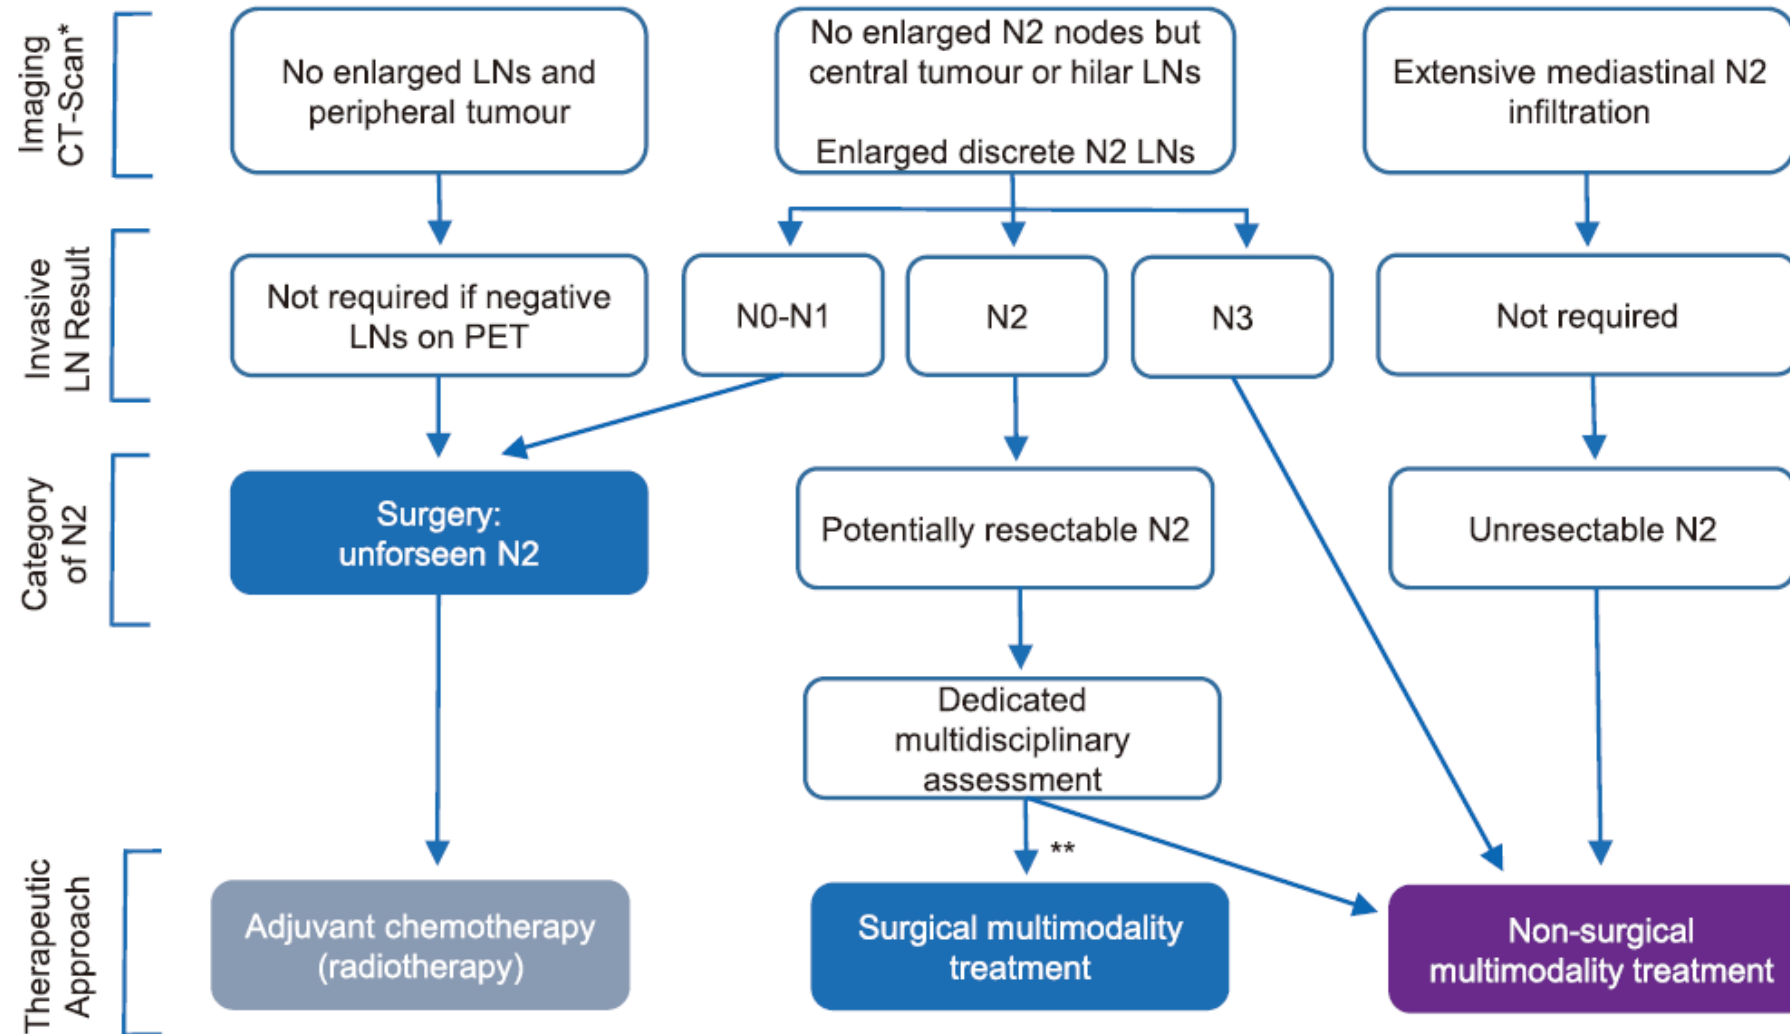 Imaging
CT-Scan*
No enlarged LNs and
peripheral tumour
No enlarged N2 nodes but
central tumour or hilar LNs
Enlarged discrete N2 LNs
Extensive mediastinal N2
infiltration
Invasive
LN Result
Not required if negative
LNs on PET
N0-N1
N2
N3
Not required
Category
of N2
Surgery:
unforseen N2
Potentially resectable N2
Unresectable N2
Dedicated
multidisciplinary
assessment
**
Therapeutic
Approach
Adjuvant chemotherapy
(radiotherapy)
Surgical multimodality
treatment
Non-surgical
multimodality treatment